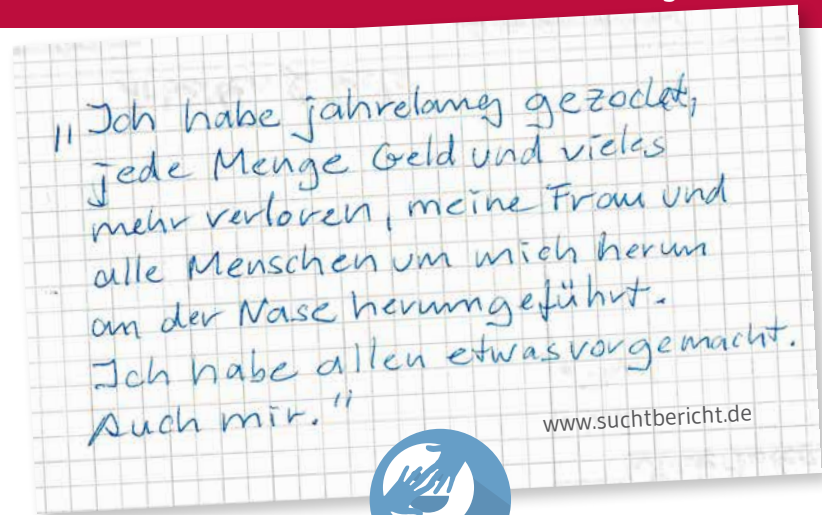 „Ich habe jahrelang gezockt,
jede Menge Geld und vieles
mehr verloren, meine Frau und
alle Menschen um mich herum
an der Nase herumgeführt.
Ich habe allen etwas vorgemacht.
Auch mir."
www.suchtbericht.de